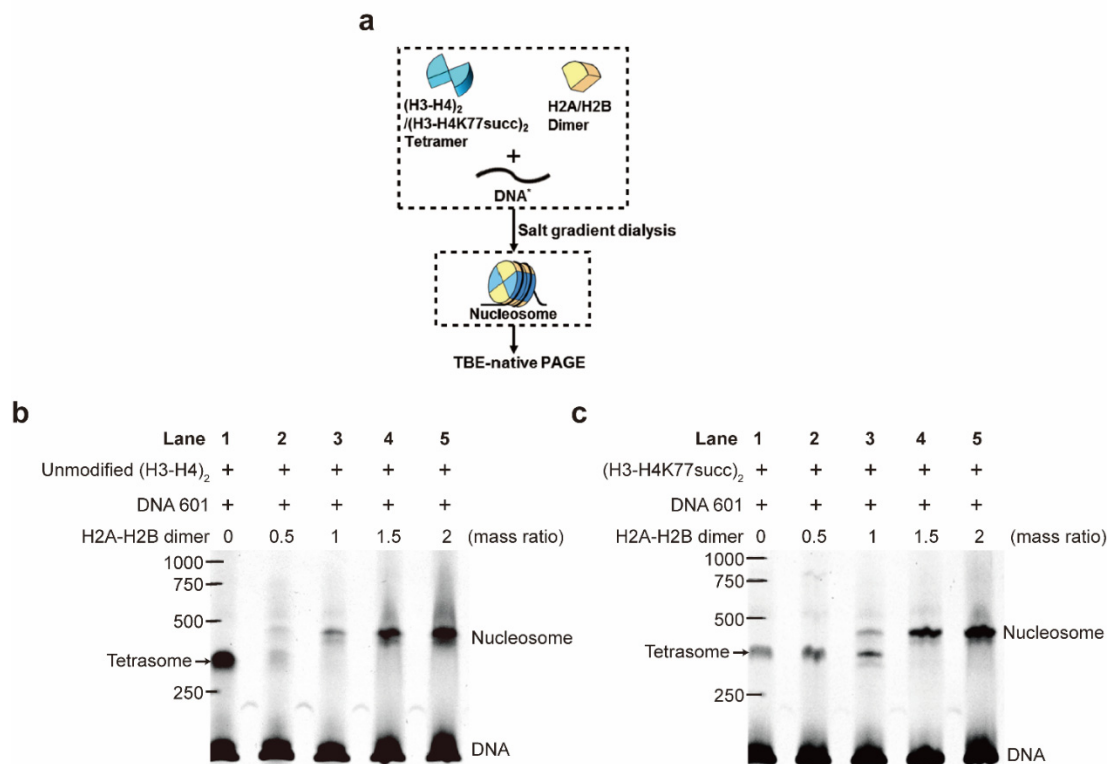 a
(H3-H4)₂
/(H3-H4K77succ)₂
Tetramer
H2A/H2B
Dimer
+
DNA*
Salt gradient dialysis
Nucleosome
TBE-native PAGE
b
Lane 1 2 3 4 5
Unmodified (H3-H4)₂ + + + + +
DNA 601 + + + + +
H2A-H2B dimer 0 0.5 1 1.5 2 (mass ratio)
1000
750
500
Nucleosome
Tetrasome
250
DNA
c
Lane 1 2 3 4 5
(H3-H4K77succ)₂ + + + + +
DNA 601 + + + + +
H2A-H2B dimer 0 0.5 1 1.5 2 (mass ratio)
1000
750
500
Nucleosome
Tetrasome
250
DNA